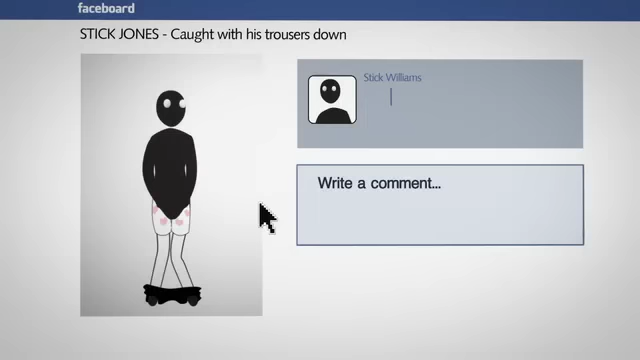 faceboard
STICK JONES - Caught with his trousers down
Stick Williams
Write a comment...